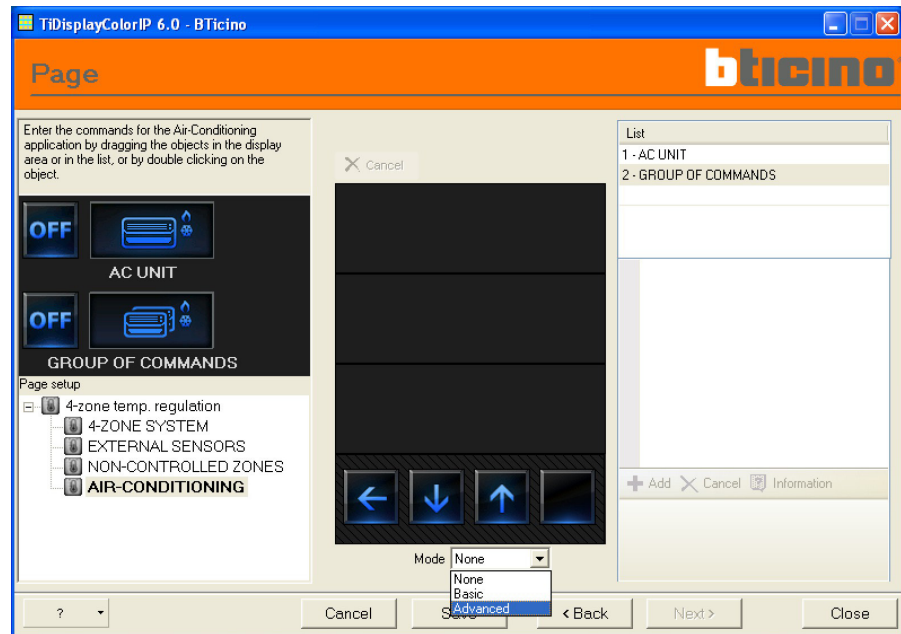 TiDisplayColorIP 6.0 - BTicino
Page
bticino
Enter the commands for the Air-Conditioning
application by dragging the objects in the display
area or in the list, or by double clicking on the
object.
OFF
AC UNIT
OFF
GROUP OF COMMANDS
Page setup
4-zone temp. regulation
4-ZONE SYSTEM
EXTERNAL SENSORS
NON-CONTROLLED ZONES
AIR-CONDITIONING
Cancel
Mode None
None
Basic
Advanced
List
1 - AC UNIT
2 - GROUP OF COMMANDS
Add Cancel Information
? Cancel Save < Back Next > Close